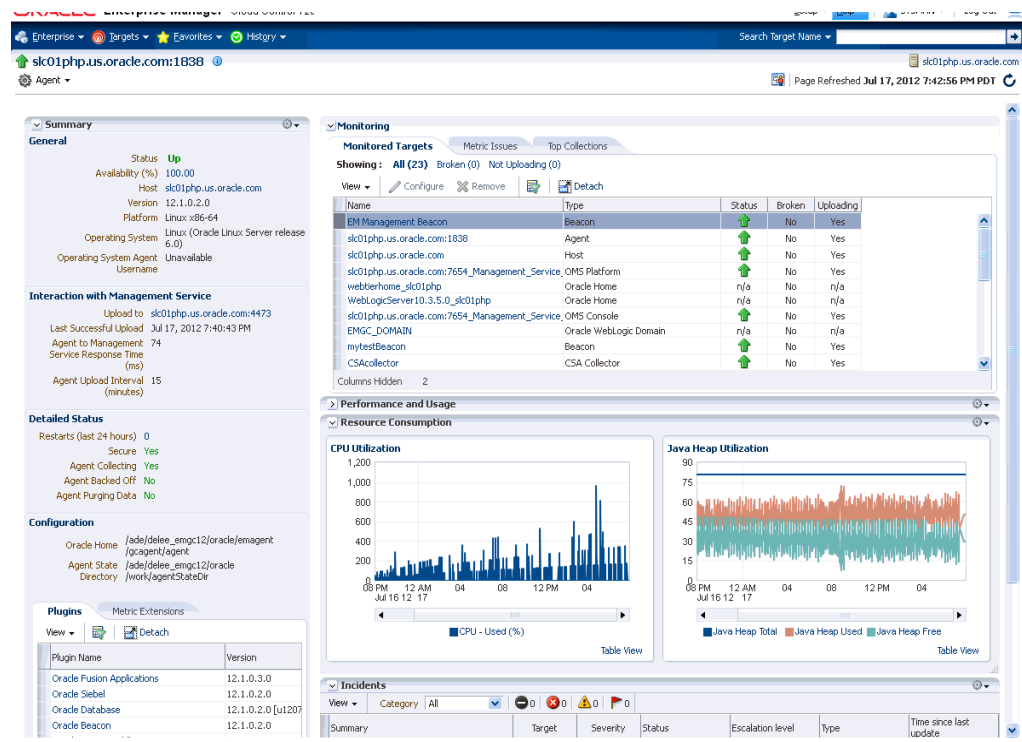 Enterprise Targets Favorites History Search Target Name
slc01php.us.oracle.com:1838 slc01php.us.oracle.com
Agent Page Refreshed Jul 17, 2012 7:42:56 PM PDT
Summary
General
Status Up
Availability (%) 100.00
Host slc01php.us.oracle.com
Version 12.1.0.2.0
Platform Linux x86-64
Operating System Linux (Oracle Linux Server release
6.0)
Operating System Agent Unavailable
Username
Interaction with Management Service
Upload to slc01php.us.oracle.com:4473
Last Successful Upload Jul 17, 2012 7:40:43 PM
Agent to Management 74
Service Response Time
(ms)
Agent Upload Interval 15
(minutes)
Detailed Status
Restarts (last 24 hours) 0
Secure Yes
Agent Collecting Yes
Agent Backed Off No
Agent Purging Data No
Configuration
Oracle Home /ade/delee_emgc12/oracle/emagent
/gcagent/agent
Agent State /ade/delee_emgc12/oracle
Directory /work/agentStateDir
Plugins Metric Extensions
View Detach
Plugin Name Version
Oracle Fusion Applications 12.1.0.3.0
Oracle Siebel 12.1.0.2.0
Oracle Database 12.1.0.2.0 [u1207
Oracle Beacon 12.1.0.2.0
Monitoring
Monitored Targets Metric Issues Top Collections
Showing : All (23) Broken (0) Not Uploading (0)
View Configure Remove Detach
Name Type Status Broken Uploading
EM Management Beacon Beacon No Yes
slc01php.us.oracle.com:1838 Agent No Yes
slc01php.us.oracle.com Host No Yes
slc01php.us.oracle.com:7654_Management_Service_ OMS Platform No Yes
webtierhome_slc01php Oracle Home n/a No n/a
WebLogicServer10.3.5.0_slc01php Oracle Home n/a No n/a
slc01php.us.oracle.com:7654_Management_Service_ OMS Console No Yes
EMGC_DOMAIN Oracle WebLogic Domain n/a No n/a
mytestBeacon Beacon No Yes
CSAcollector CSA Collector No Yes
Columns Hidden 2
Performance and Usage
Resource Consumption
CPU Utilization
1,200
1,000
800
600
400
200
0
08 PM 12 AM 04 08 12 PM 04
Jul 16 12 17
CPU - Used (%)
Table View
Java Heap Utilization
90
75
60
45
30
15
0
08 PM 12 AM 04 08 12 PM 04
Jul 16 12 17
Java Heap Total Java Heap Used Java Heap Free
Table View
Incidents
View Category All 0 0 0 0
Summary Target Severity Status Escalation level Type Time since last
update